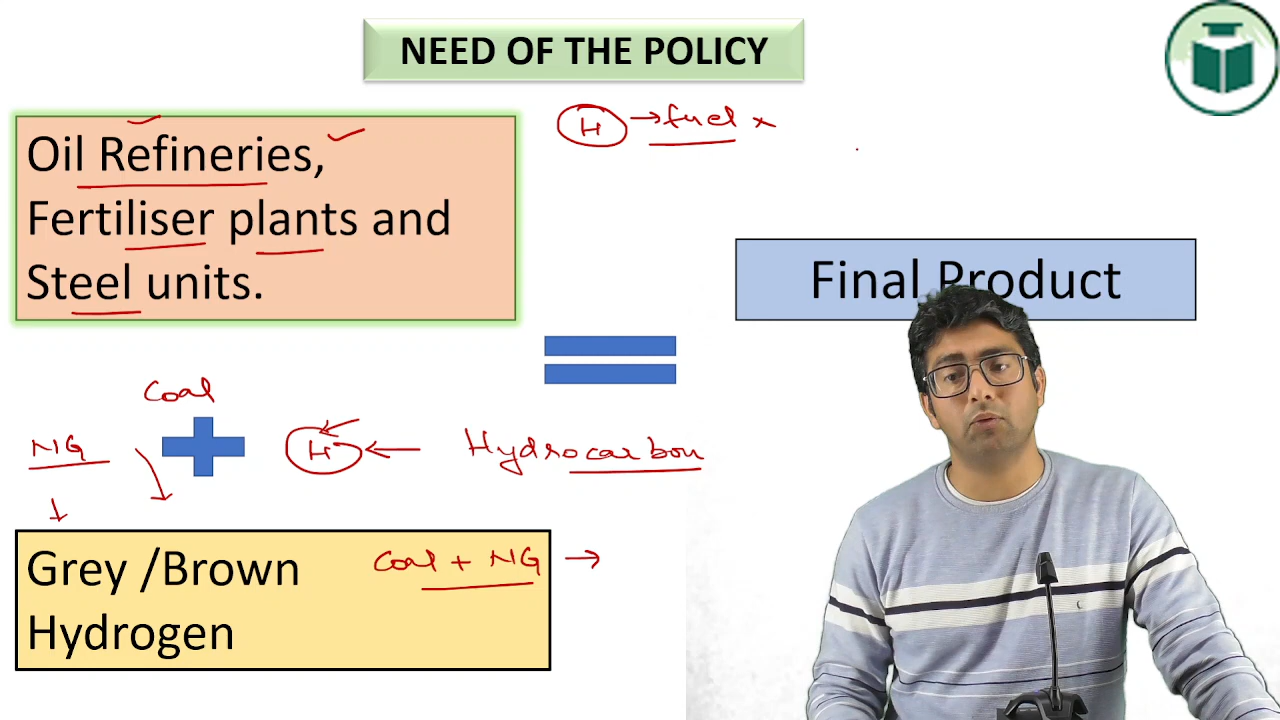 NEED OF THE POLICY
H → fuel ×
Oil Refineries,
Fertiliser plants and
Steel units.
Final Product
Coal
NG
H
Hydrocarbon
Grey /Brown
Hydrogen
Coal + NG →